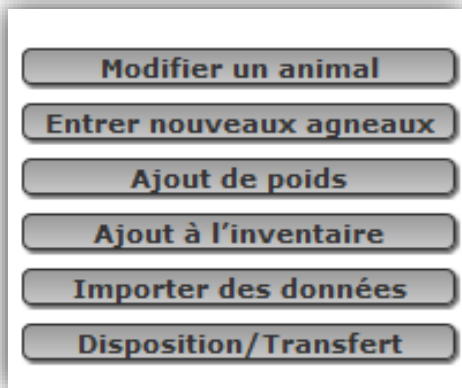 Modifier un animal
Entrer nouveaux agneaux
Ajout de poids
Ajout à l’inventaire
Importer des données
Disposition/Transfert